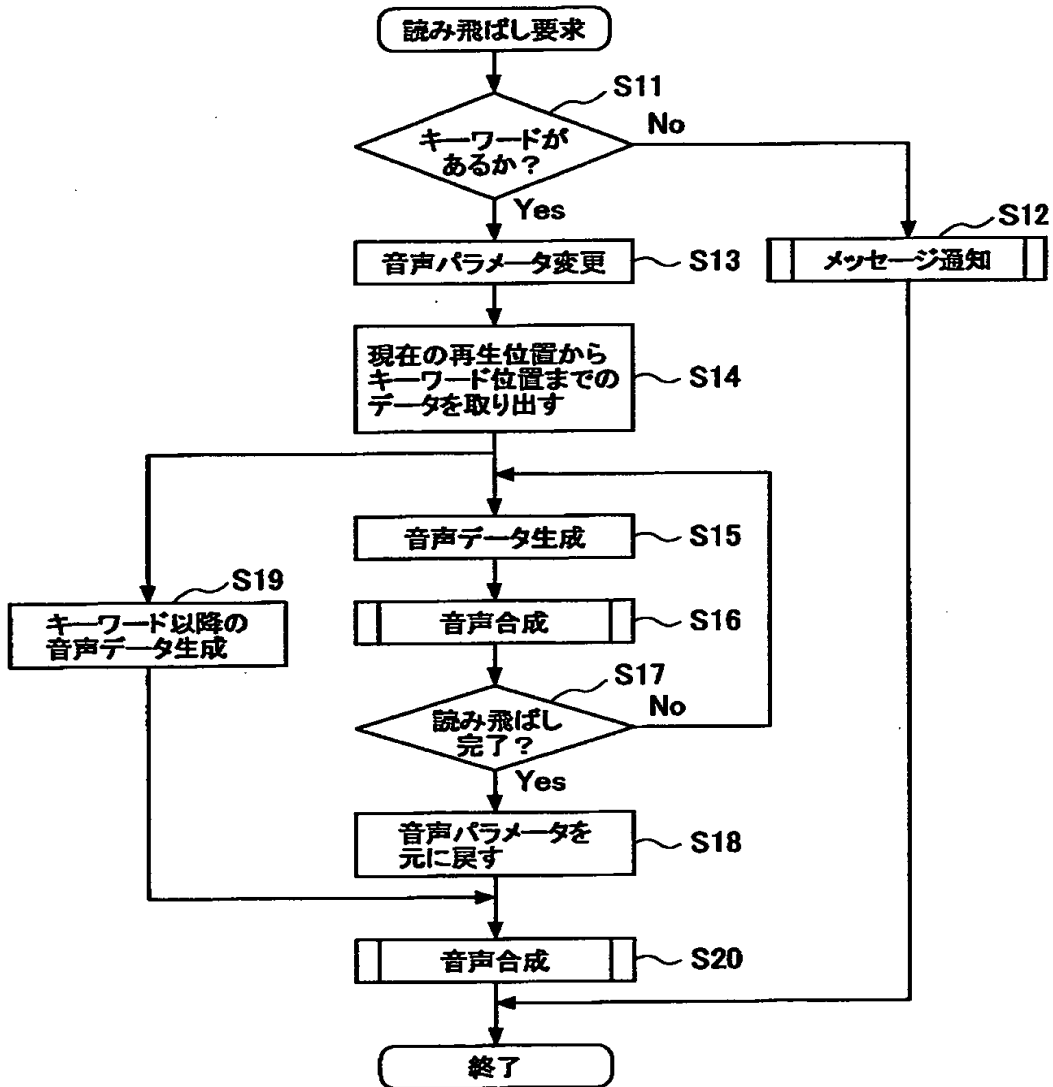 読み飛ばし要求
S11
キーワードが
あるか？
No
Yes
S12
メッセージ通知
音声パラメータ変更
S13
現在の再生位置から
キーワード位置までの
データを取り出す
S14
音声データ生成
S15
S19
キーワード以降の
音声データ生成
音声合成
S16
S17
読み飛ばし
完了？
No
Yes
音声パラメータを
元に戻す
S18
音声合成
S20
終了